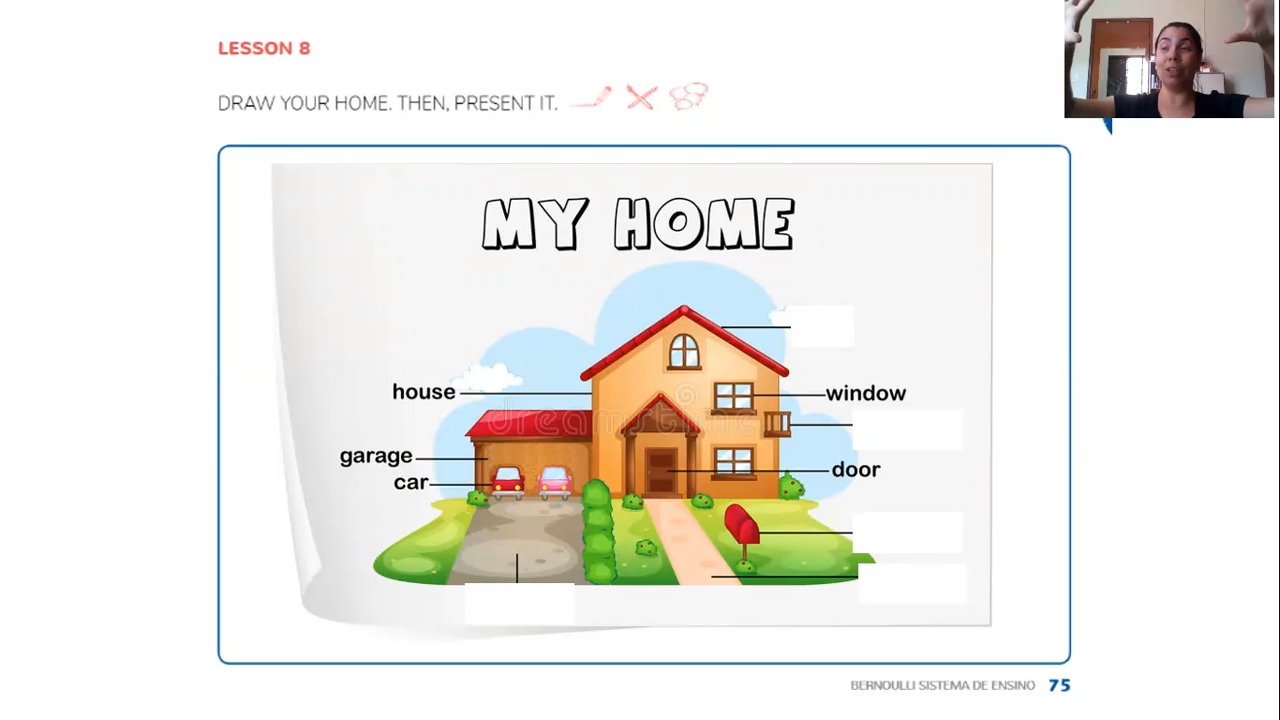 LESSON 8
DRAW YOUR HOME. THEN, PRESENT IT.
MY HOME
house
window
garage
door
car
dreamstime
BERNOULLI SISTEMA DE ENSINO 75